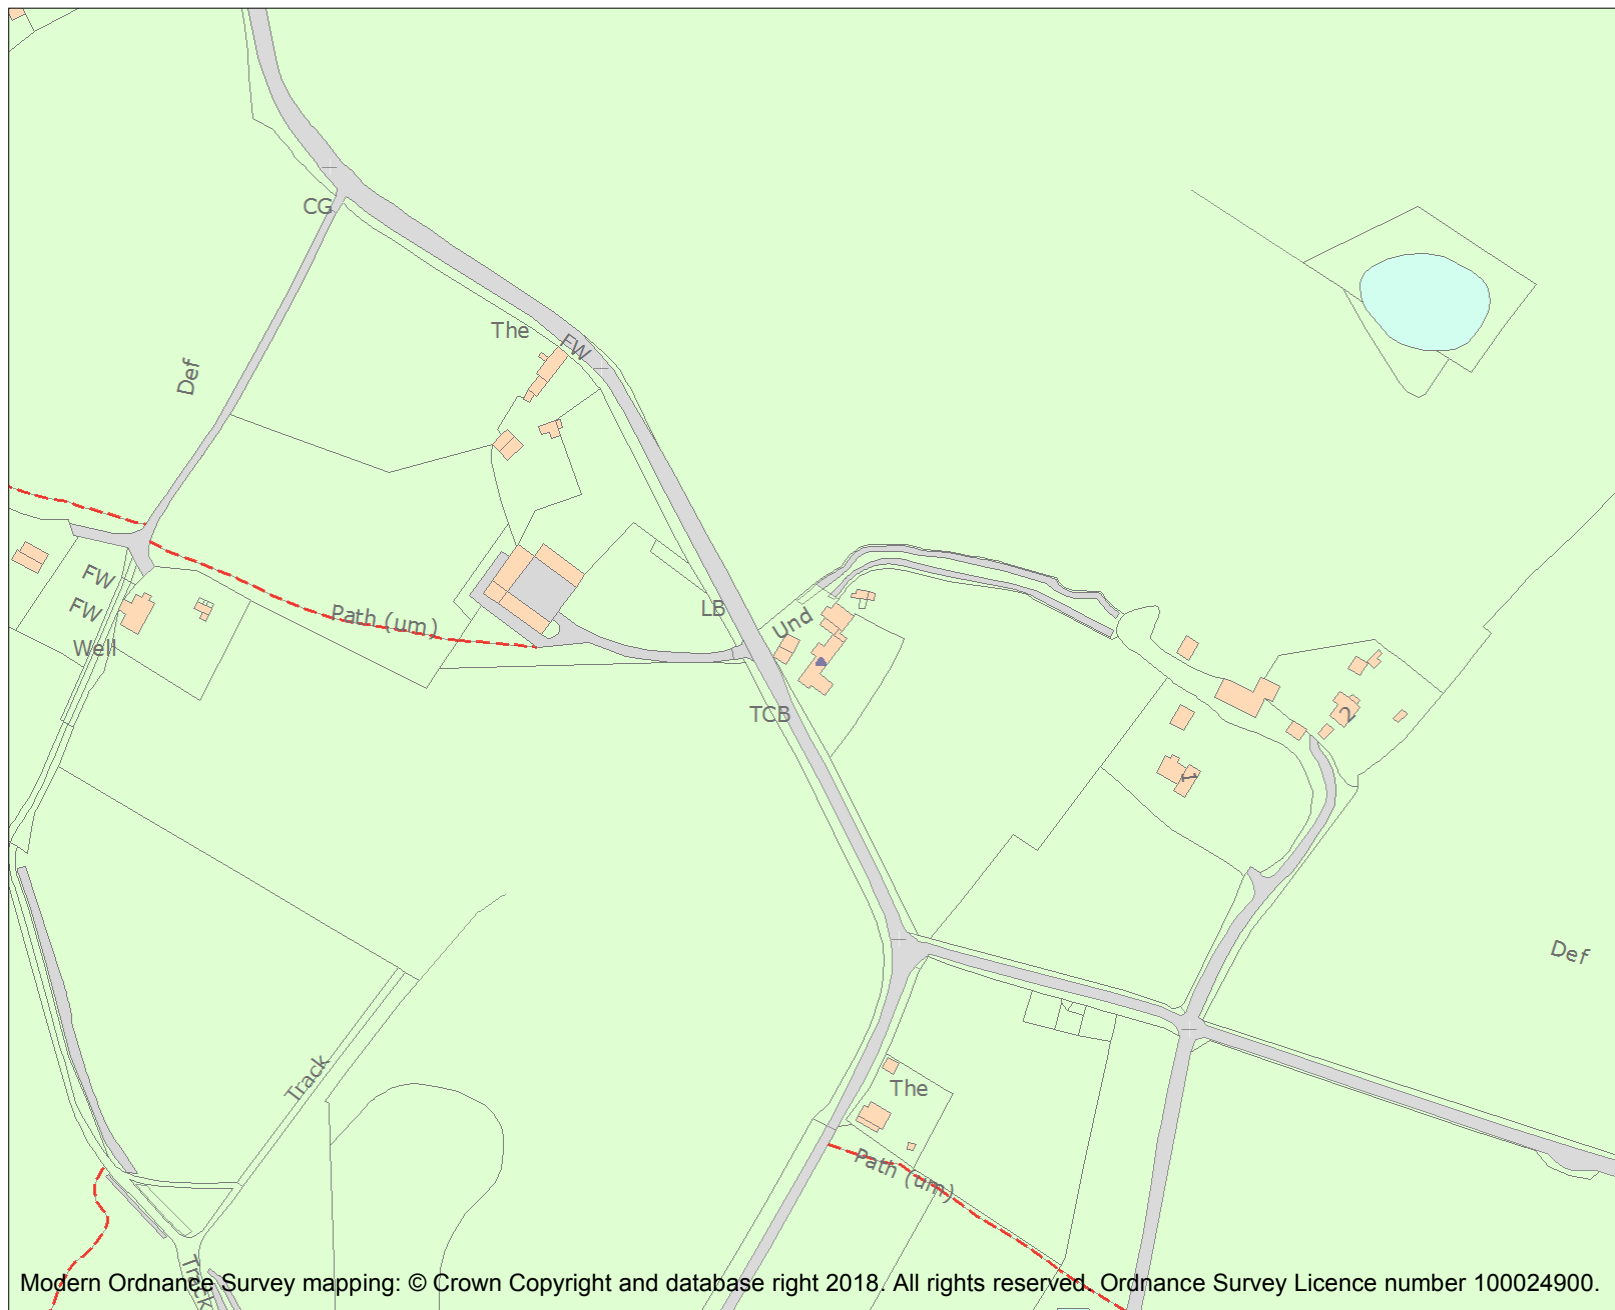 CG
The
FW
Def
FW
FW
Path (um)
LB
Und
Well
TCB
2
1
Def
Track
The
Path (um)
Track
Modern Ordnance Survey mapping: © Crown Copyright and database right 2018. All rights reserved. Ordnance Survey Licence number 100024900.